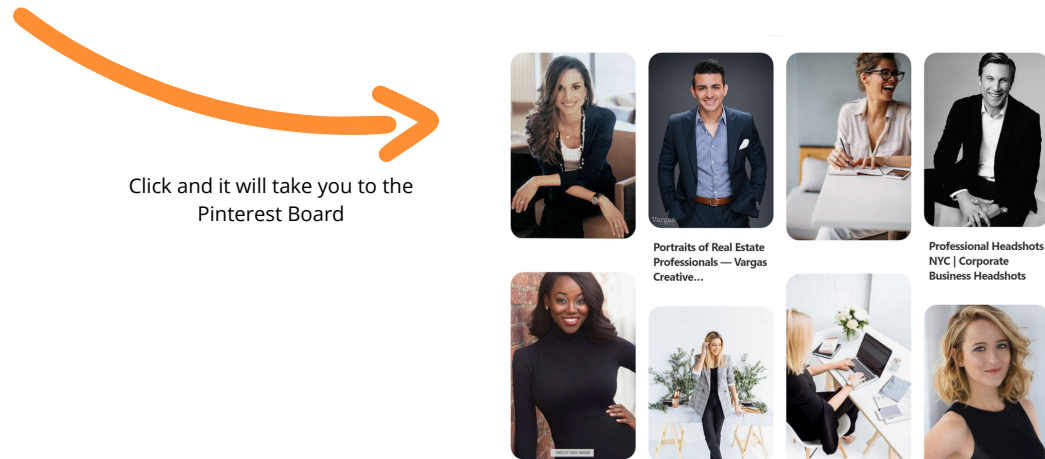 Click and it will take you to the
Pinterest Board
Vargas
Portraits of Real Estate
Professionals — Vargas
Creative...
Professional Headshots
NYC | Corporate
Business Headshots